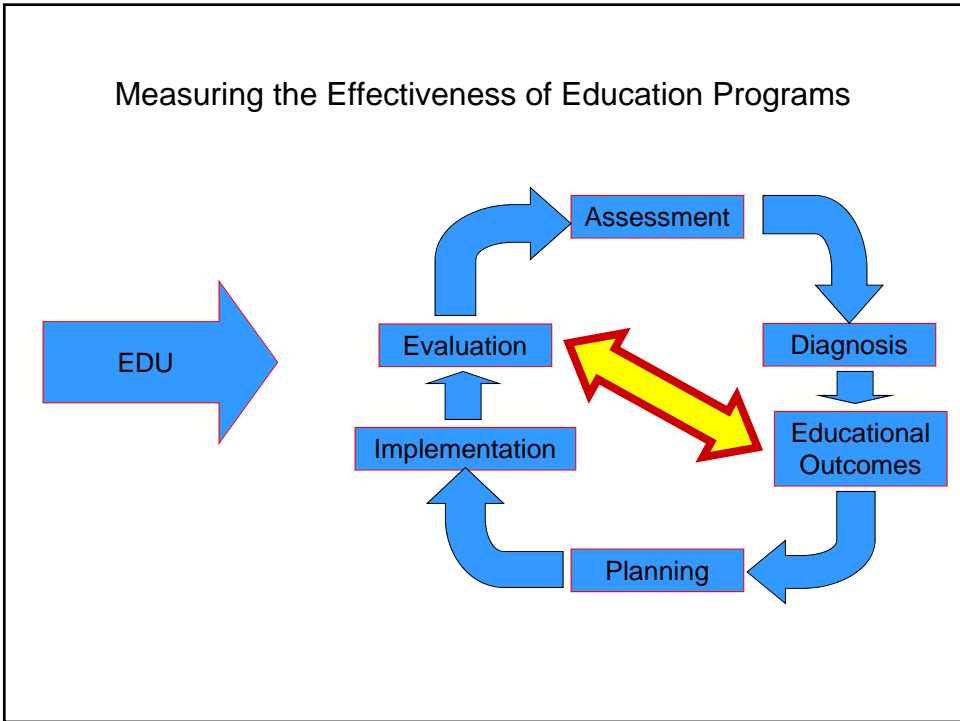 Measuring the Effectiveness of Education Programs
Assessment
EDU
Evaluation
Diagnosis
Implementation
Educational
Outcomes
Planning